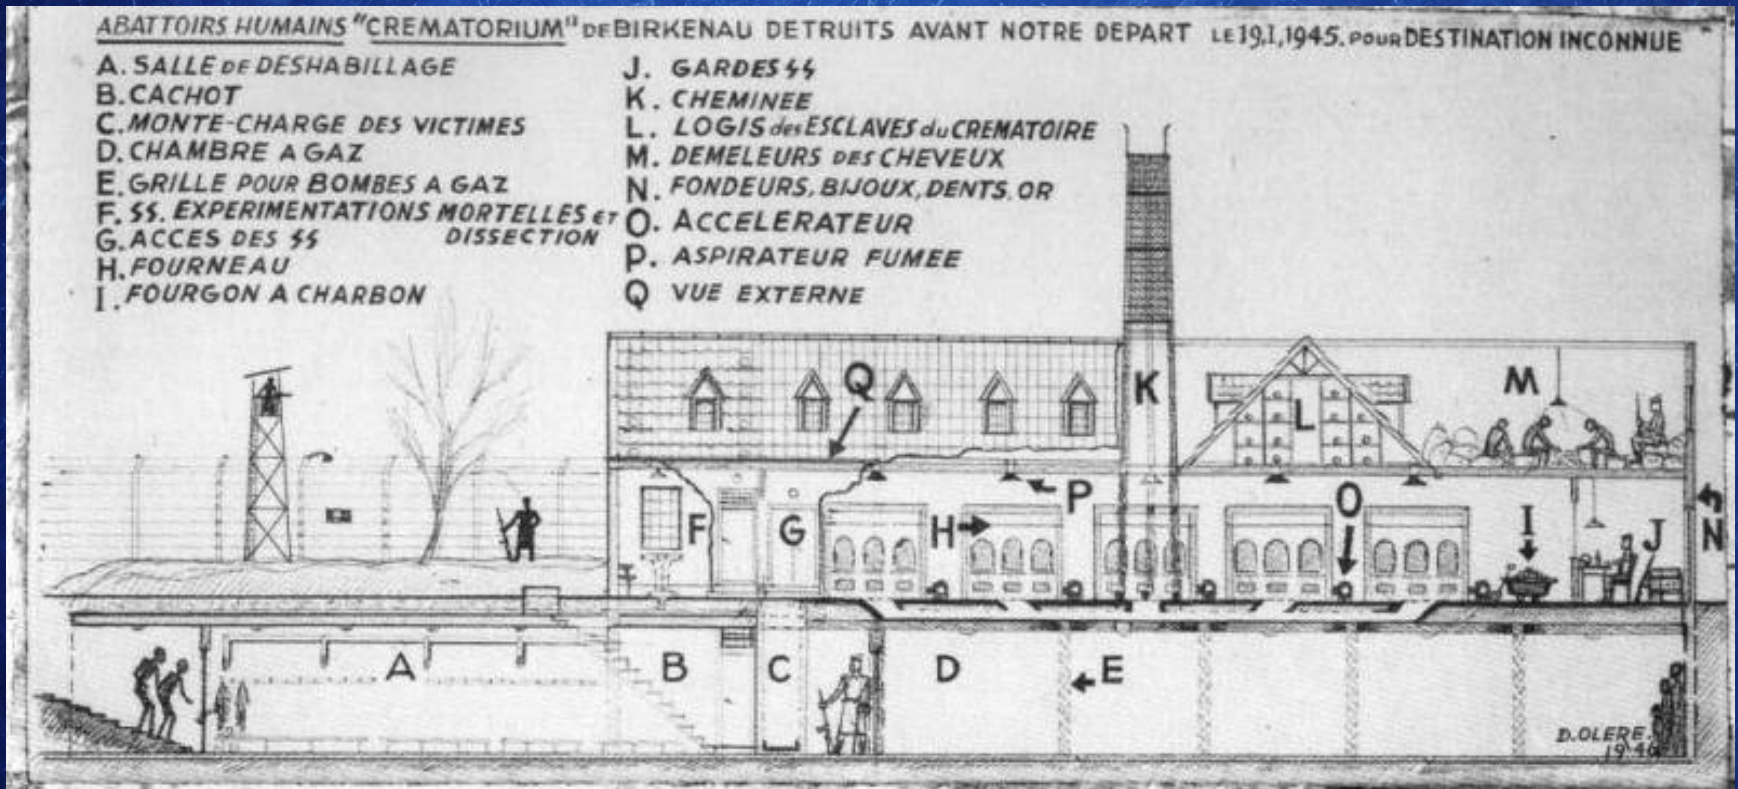 ABATTOIRS HUMAINS "CREMATORIUM" DE BIRKENAU DETRUITS AVANT NOTRE DEPART LE 19.I.1945. POUR DESTINATION INCONNUE
A. SALLE DE DESHABILLAGE
B. CACHOT
C. MONTE-CHARGE DES VICTIMES
D. CHAMBRE A GAZ
E. GRILLE POUR BOMBES A GAZ
F. SS. EXPERIMENTATIONS MORTELLES ET
DISSECTION
G. ACCES DES SS
H. FOURNEAU
I. FOURGON A CHARBON
J. GARDES SS
K. CHEMINEE
L. LOGIS des ESCLAVES du CREMATOIRE
M. DEMELEURS DES CHEVEUX
N. FONDEURS, BIJOUX, DENTS, OR
O. ACCELERATEUR
P. ASPIRATEUR FUMEE
Q VUE EXTERNE
Q
K
L
M
F
G
H
P
O
I
J
N
A
B
C
D
E
D. OLERE.
1946